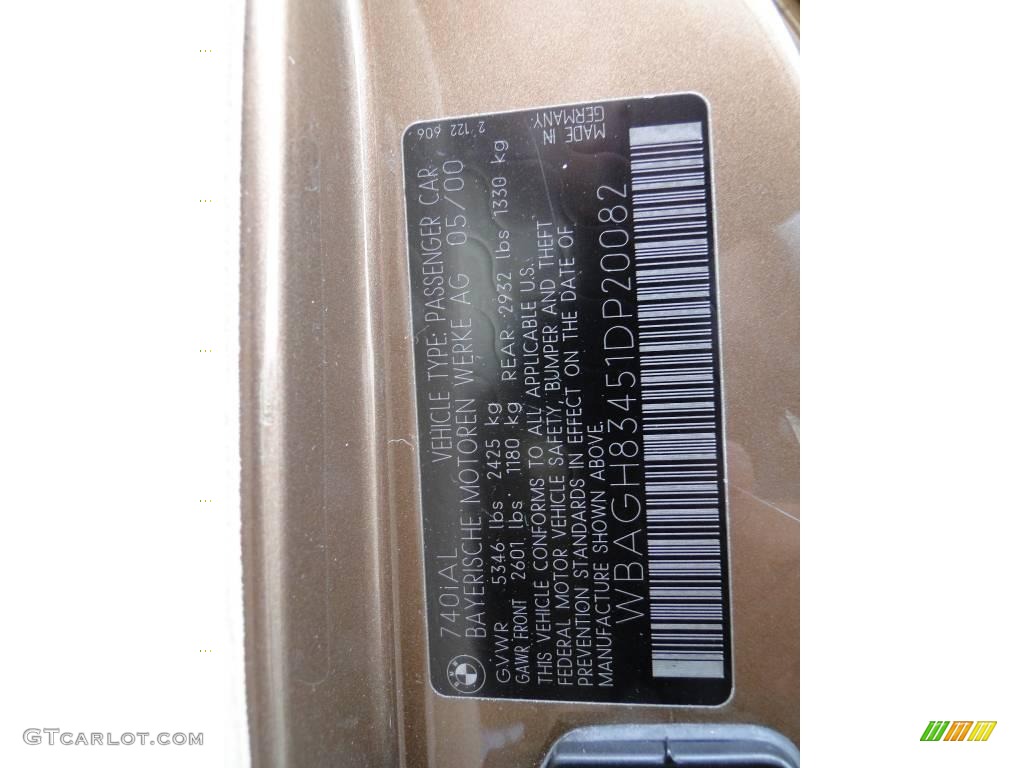 740iAL VEHICLE TYPE: PASSENGER CAR
BAYERISCHE MOTOREN WERKE AG 05/00
GVWR 5346 lbs 2425 kg
GAWR FRONT 2601 lbs 1180 kg REAR 2932 lbs 1330 kg
THIS VEHICLE CONFORMS TO ALL APPLICABLE U.S.
FEDERAL MOTOR VEHICLE SAFETY, BUMPER AND THEFT
PREVENTION STANDARDS IN EFFECT ON THE DATE OF
MANUFACTURE SHOWN ABOVE.
WBAGH83451DP20082
2 122 606
MADE IN
GERMANY
BMW
GTCARLOT.COM